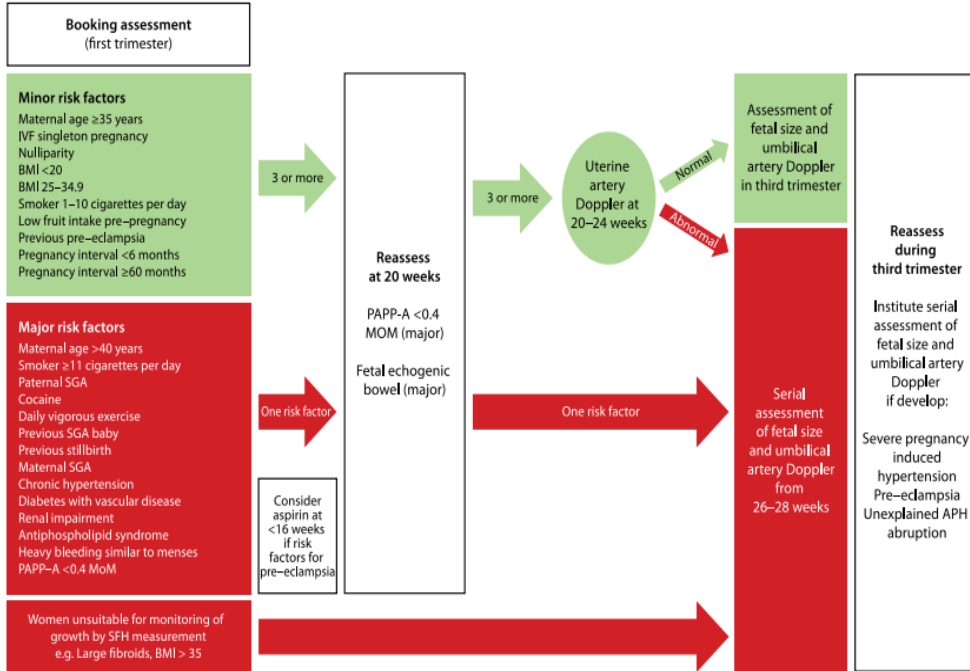 Booking assessment
(first trimester)
Minor risk factors
Maternal age ≥35 years
IVF singleton pregnancy
Nulliparity
BMI <20
BMI 25–34.9
Smoker 1–10 cigarettes per day
Low fruit intake pre–pregnancy
Previous pre–eclampsia
Pregnancy interval <6 months
Pregnancy interval ≥60 months
3 or more
Major risk factors
Maternal age >40 years
Smoker ≥11 cigarettes per day
Paternal SGA
Cocaine
Daily vigorous exercise
Previous SGA baby
Previous stillbirth
Maternal SGA
Chronic hypertension
Diabetes with vascular disease
Renal impairment
Antiphospholipid syndrome
Heavy bleeding similar to menses
PAPP–A <0.4 MoM
One risk factor
Consider
aspirin at
<16 weeks
if risk
factors for
pre–eclampsia
Women unsuitable for monitoring of
growth by SFH measurement
e.g. Large fibroids, BMI > 35
Reassess
at 20 weeks
PAPP-A <0.4
MOM (major)
Fetal echogenic
bowel (major)
3 or more
Uterine
artery
Doppler at
20–24 weeks
Normal
Abnormal
One risk factor
Assessment of
fetal size and
umbilical
artery Doppler
in third trimester
Serial
assessment
of fetal size
and umbilical
artery Doppler
from
26–28 weeks
Reassess
during
third trimester
Institute serial
assessment of
fetal size and
umbilical artery
Doppler
if develop:
Severe pregnancy
induced
hypertension
Pre–eclampsia
Unexplained APH
abruption